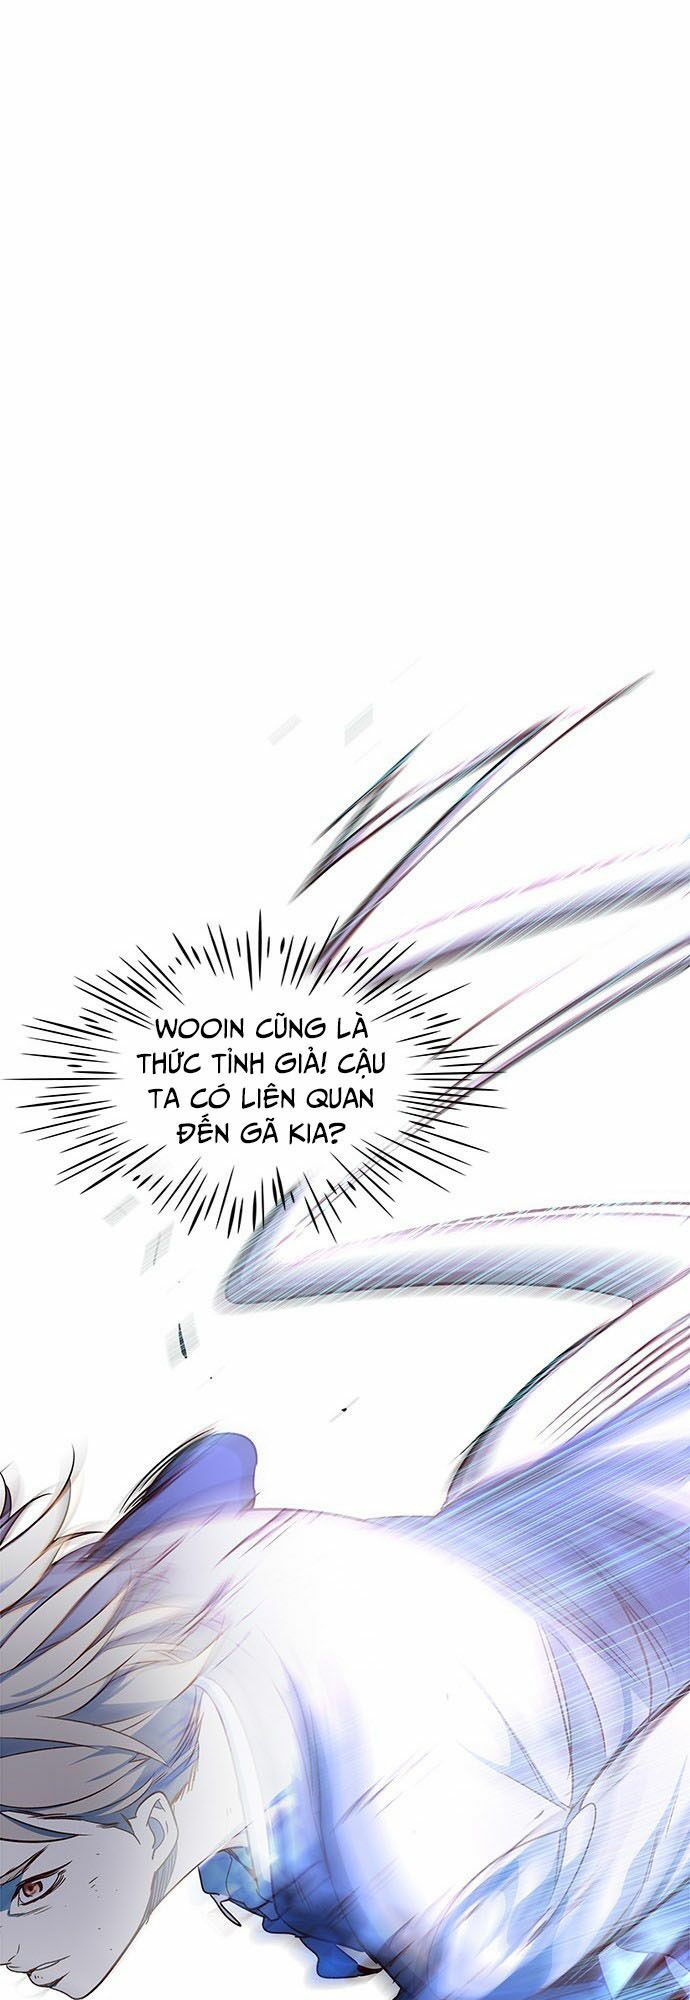 WOOIN CŨNG LÀ
THỨC TỈNH GIẢ! CẬU
TA CÓ LIÊN QUAN
ĐẾN GÃ KIA?